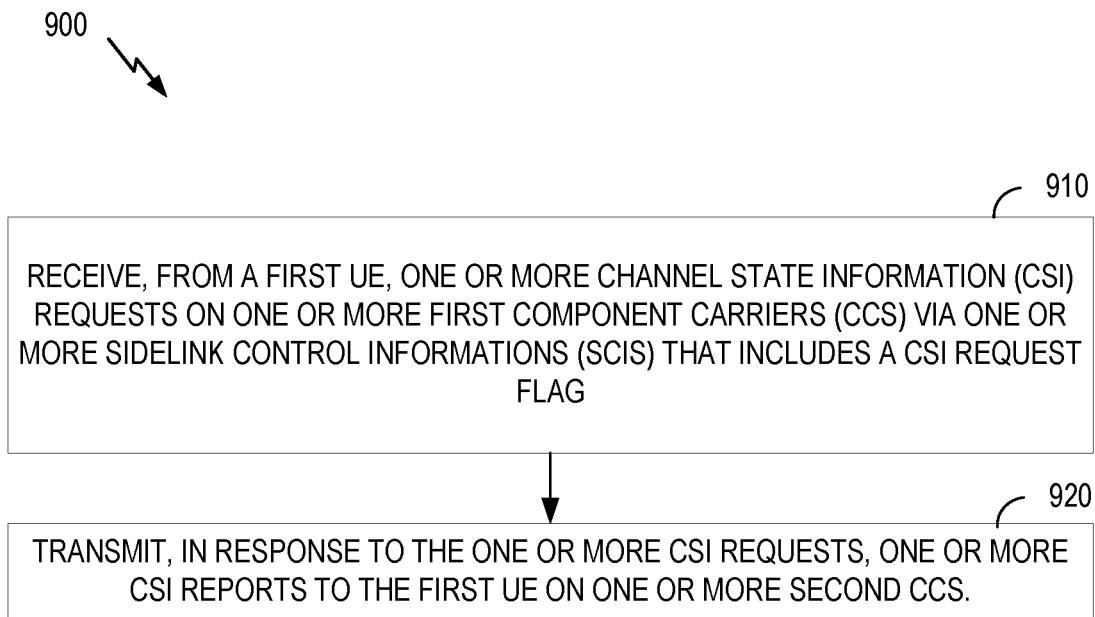 900
910
RECEIVE, FROM A FIRST UE, ONE OR MORE CHANNEL STATE INFORMATION (CSI)
REQUESTS ON ONE OR MORE FIRST COMPONENT CARRIERS (CCS) VIA ONE OR
MORE SIDELINK CONTROL INFORMATIONS (SCIS) THAT INCLUDES A CSI REQUEST
FLAG
920
TRANSMIT, IN RESPONSE TO THE ONE OR MORE CSI REQUESTS, ONE OR MORE
CSI REPORTS TO THE FIRST UE ON ONE OR MORE SECOND CCS.